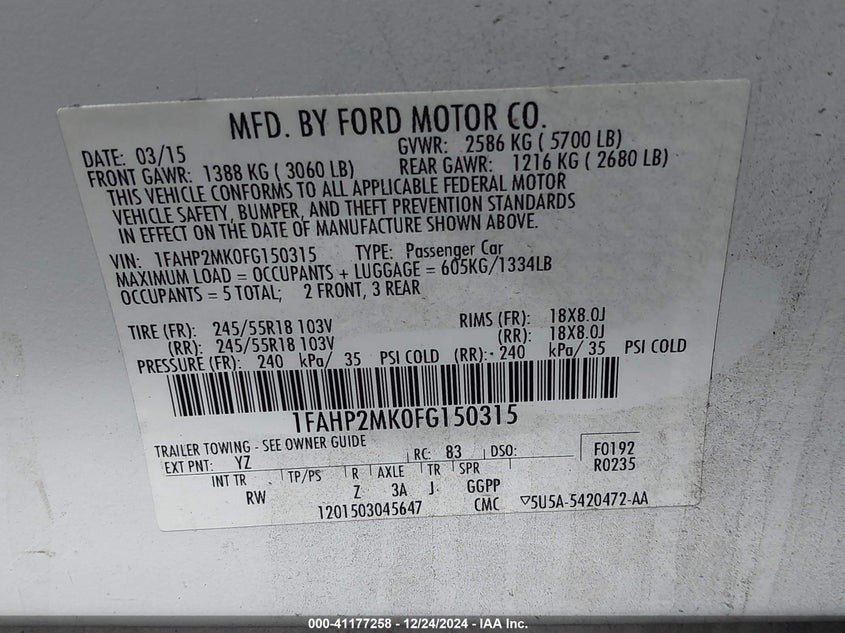 MFD. BY FORD MOTOR CO.
DATE: 03/15 GVWR: 2586 KG ( 5700 LB)
FRONT GAWR: 1388 KG ( 3060 LB) REAR GAWR: 1216 KG ( 2680 LB)
THIS VEHICLE CONFORMS TO ALL APPLICABLE FEDERAL MOTOR
VEHICLE SAFETY, BUMPER, AND THEFT PREVENTION STANDARDS
IN EFFECT ON THE DATE OF MANUFACTURE SHOWN ABOVE.
VIN: 1FAHP2MK0FG150315 TYPE: Passenger Car
MAXIMUM LOAD = OCCUPANTS + LUGGAGE = 605KG/1334LB
OCCUPANTS = 5 TOTAL; 2 FRONT, 3 REAR
TIRE (FR): 245/55R18 103V RIMS (FR): 18X8.0J
(RR): 245/55R18 103V (RR): 18X8.0J
PRESSURE (FR): 240 kPa/ 35 PSI COLD (RR): 240 kPa/ 35 PSI COLD
1FAHP2MK0FG150315
TRAILER TOWING - SEE OWNER GUIDE
EXT PNT: YZ RC: 83 DSO: F0192
R0235
INT TR TP/PS R AXLE TR SPR
RW Z 3A J GGPP
1201503045647 CMC ▽5U5A-5420472-AA
000-41177258 - 12/24/2024 - IAA Inc.